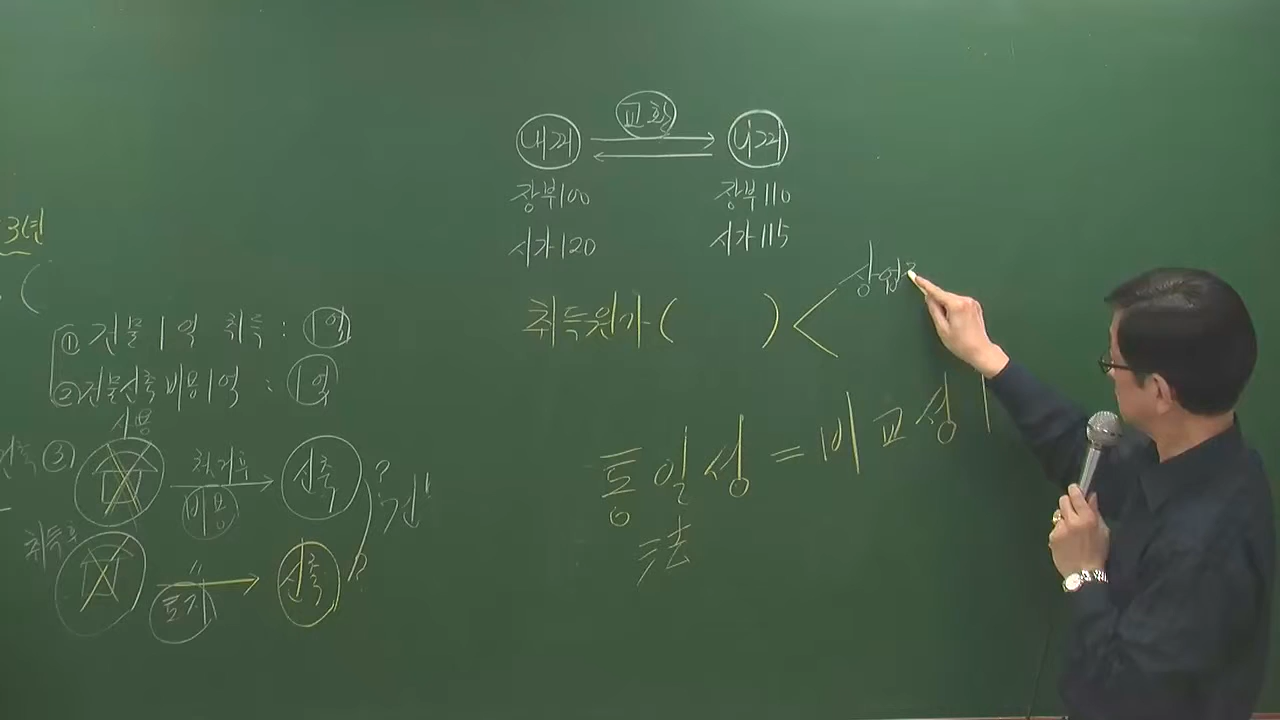 3년
(
① 건물 1억 취득 : 1억
② 건물신축비용 1억 : 1억
사용
③ 철거후 비용 신축 ?
건
취득후
〃
토지 신축 ?
교환
내꺼 너꺼
장부100 장부110
시가120 시가115
취득원가( ) < 상업
통일성 = 비교성 1
法